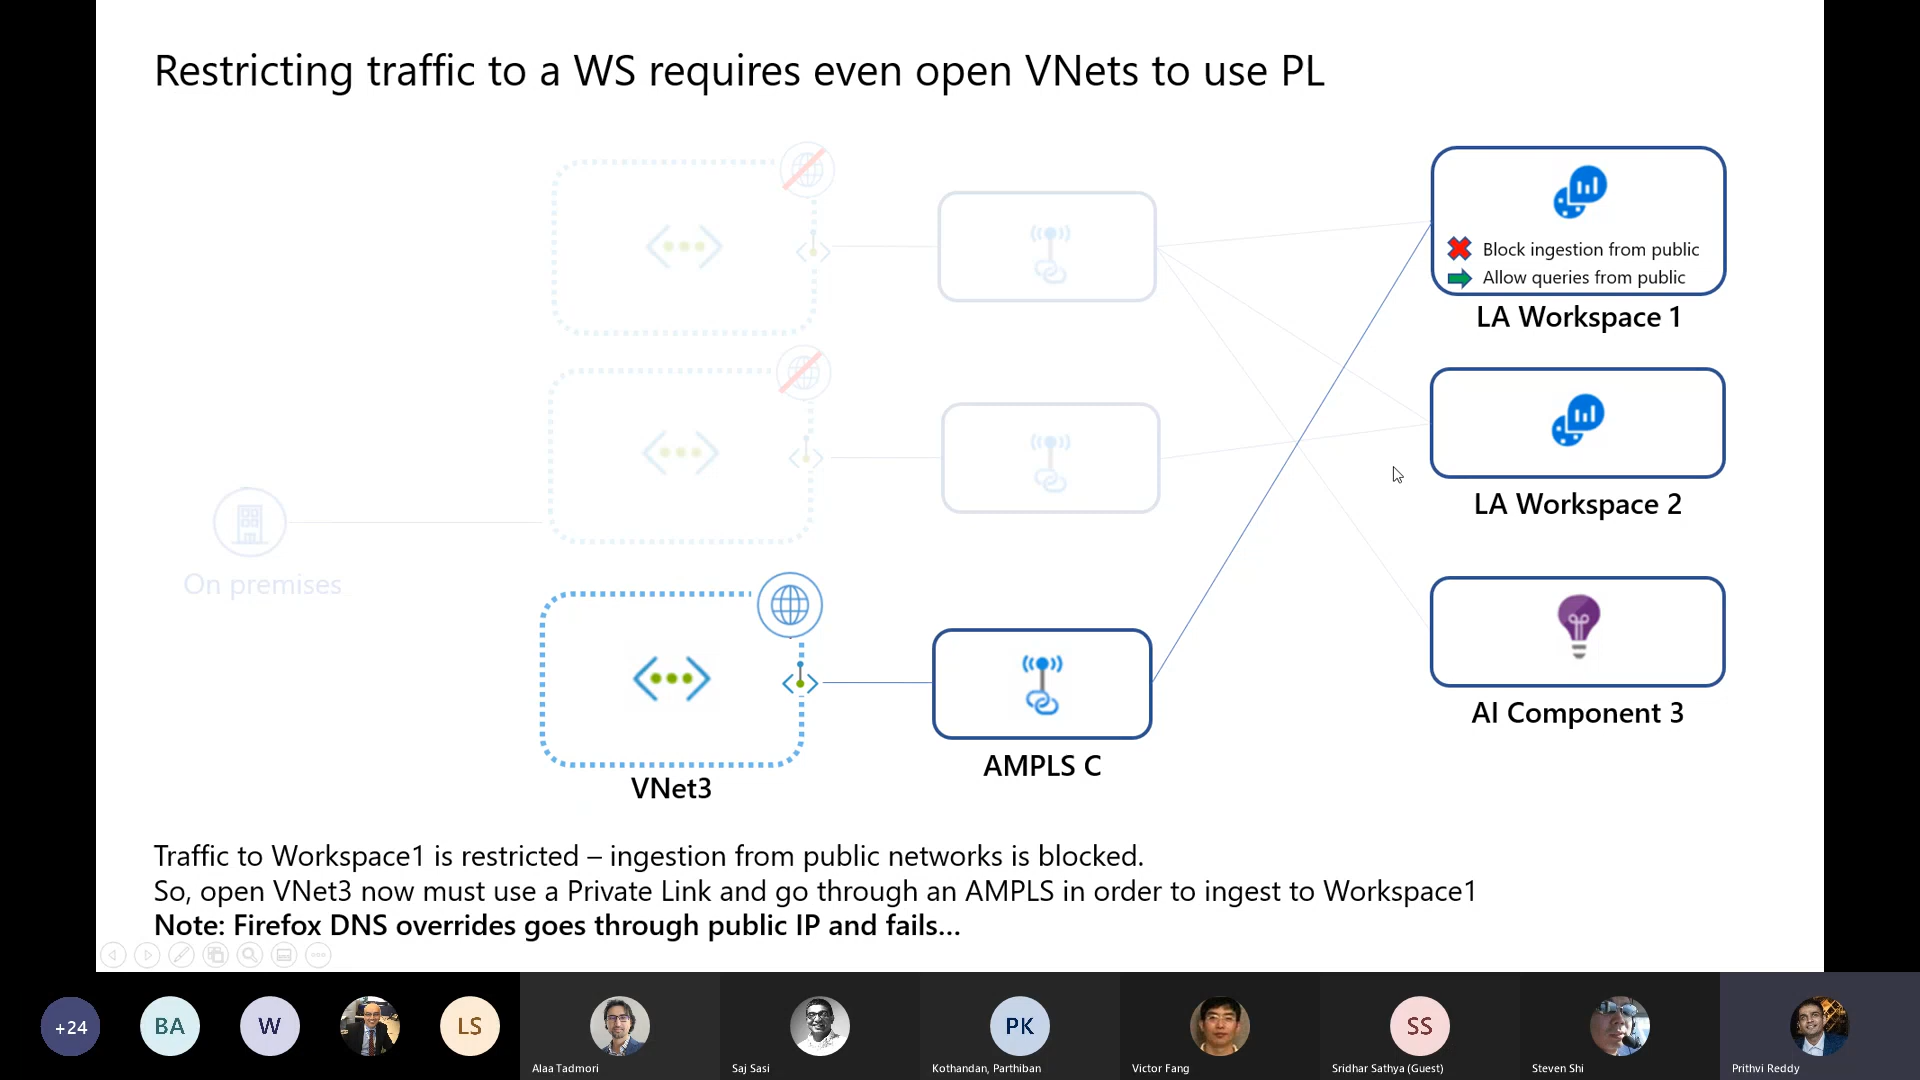 Restricting traffic to a WS requires even open VNets to use PL
Block ingestion from public
Allow queries from public
LA Workspace 1
LA Workspace 2
On premises
AI Component 3
AMPLS C
VNet3
Traffic to Workspace1 is restricted – ingestion from public networks is blocked.
So, open VNet3 now must use a Private Link and go through an AMPLS in order to ingest to Workspace1
Note: Firefox DNS overrides goes through public IP and fails...
+24
BA
W
LS
PK
SS
Alaa Tadmori
Saj Sasi
Kothandan, Parthiban
Victor Fang
Sridhar Sathya (Guest)
Steven Shi
Prithvi Reddy